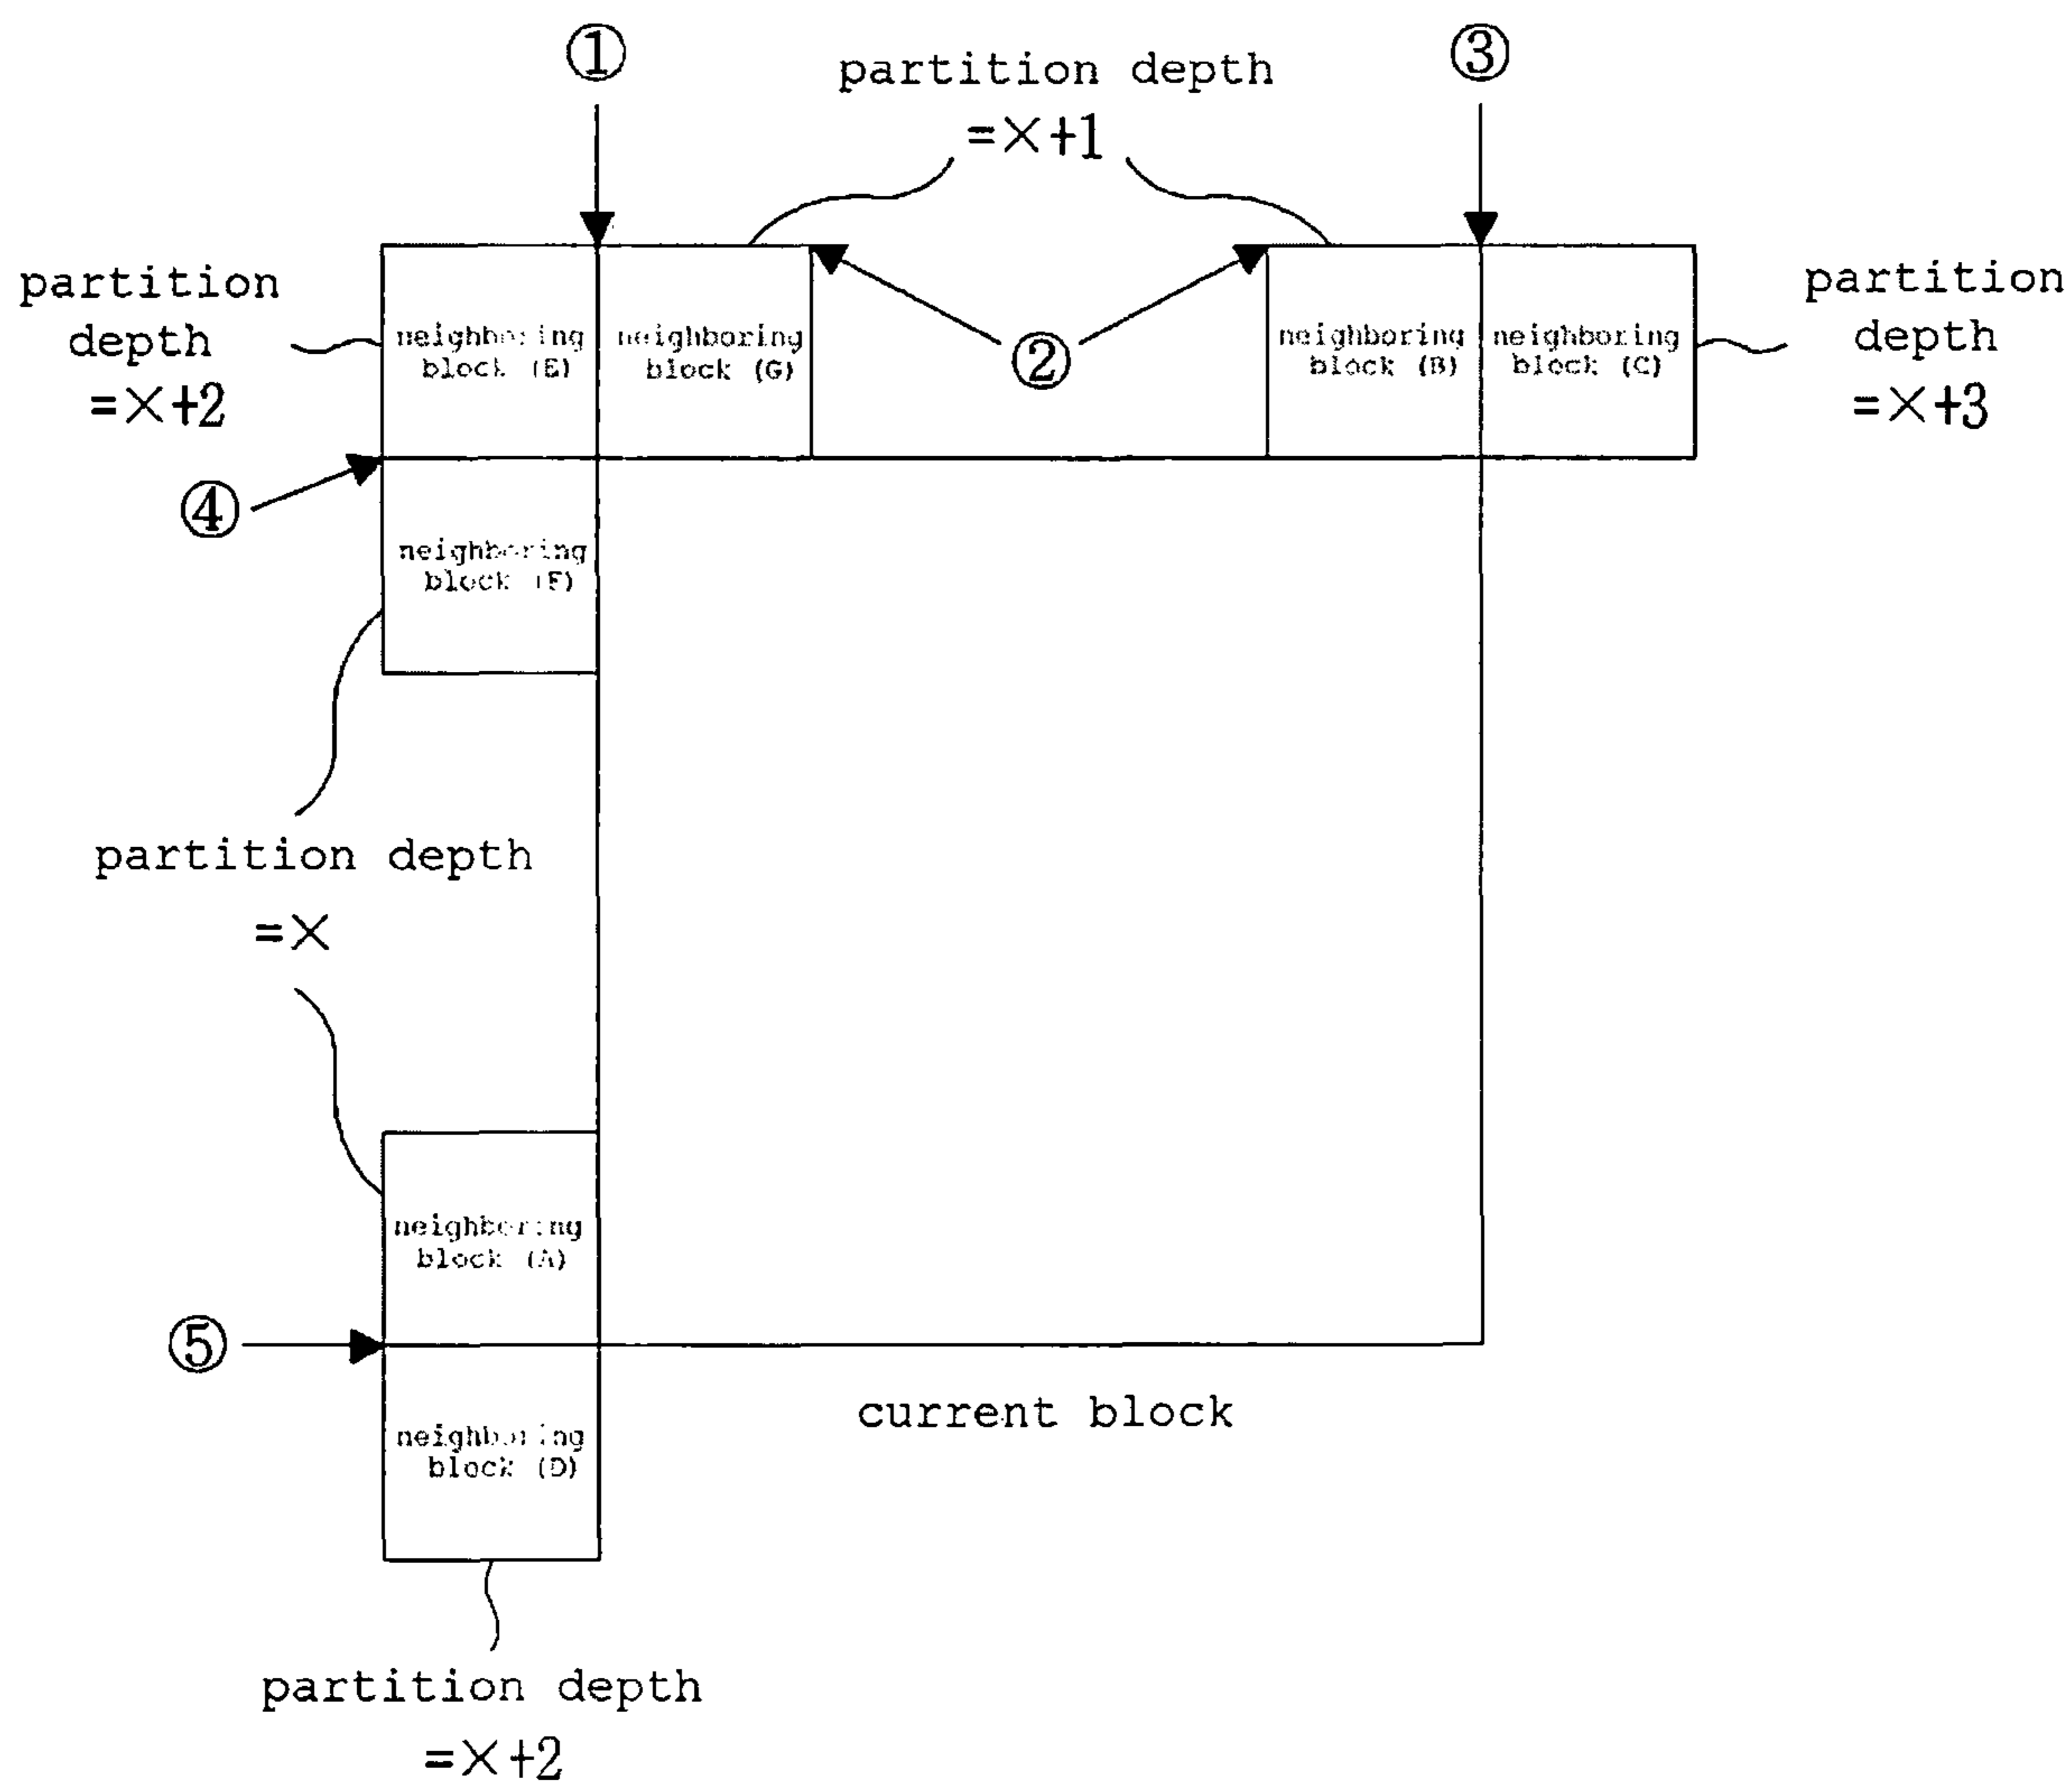 ①
③
partition depth
=×+1
partition
depth
=×+2
neighboring
block (E)
neighboring
block (G)
②
neighboring
block (B)
neighboring
block (C)
partition
depth
=×+3
④
neighboring
block (F)
partition depth
=×
neighboring
block (A)
⑤
current block
neighboring
block (D)
partition depth
=×+2